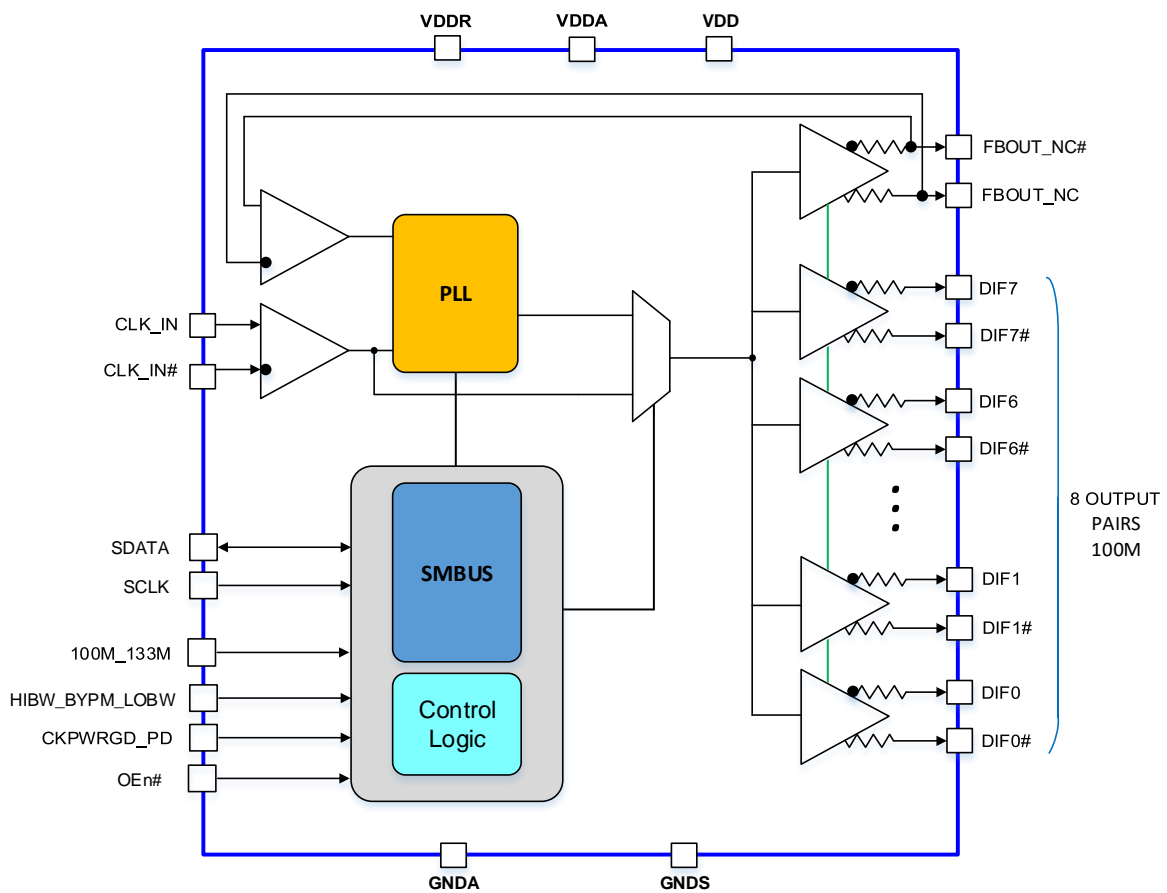 VDDR
VDDA
VDD
FBOUT_NC#
FBOUT_NC
PLL
DIF7
CLK_IN
DIF7#
CLK_IN#
DIF6
DIF6#
8 OUTPUT
PAIRS
100M
SDATA
SMBUS
DIF1
SCLK
DIF1#
100M_133M
HIBW_BYPM_LOBW
Control
Logic
DIF0
CKPWRGD_PD
DIF0#
OEn#
GNDA
GNDS